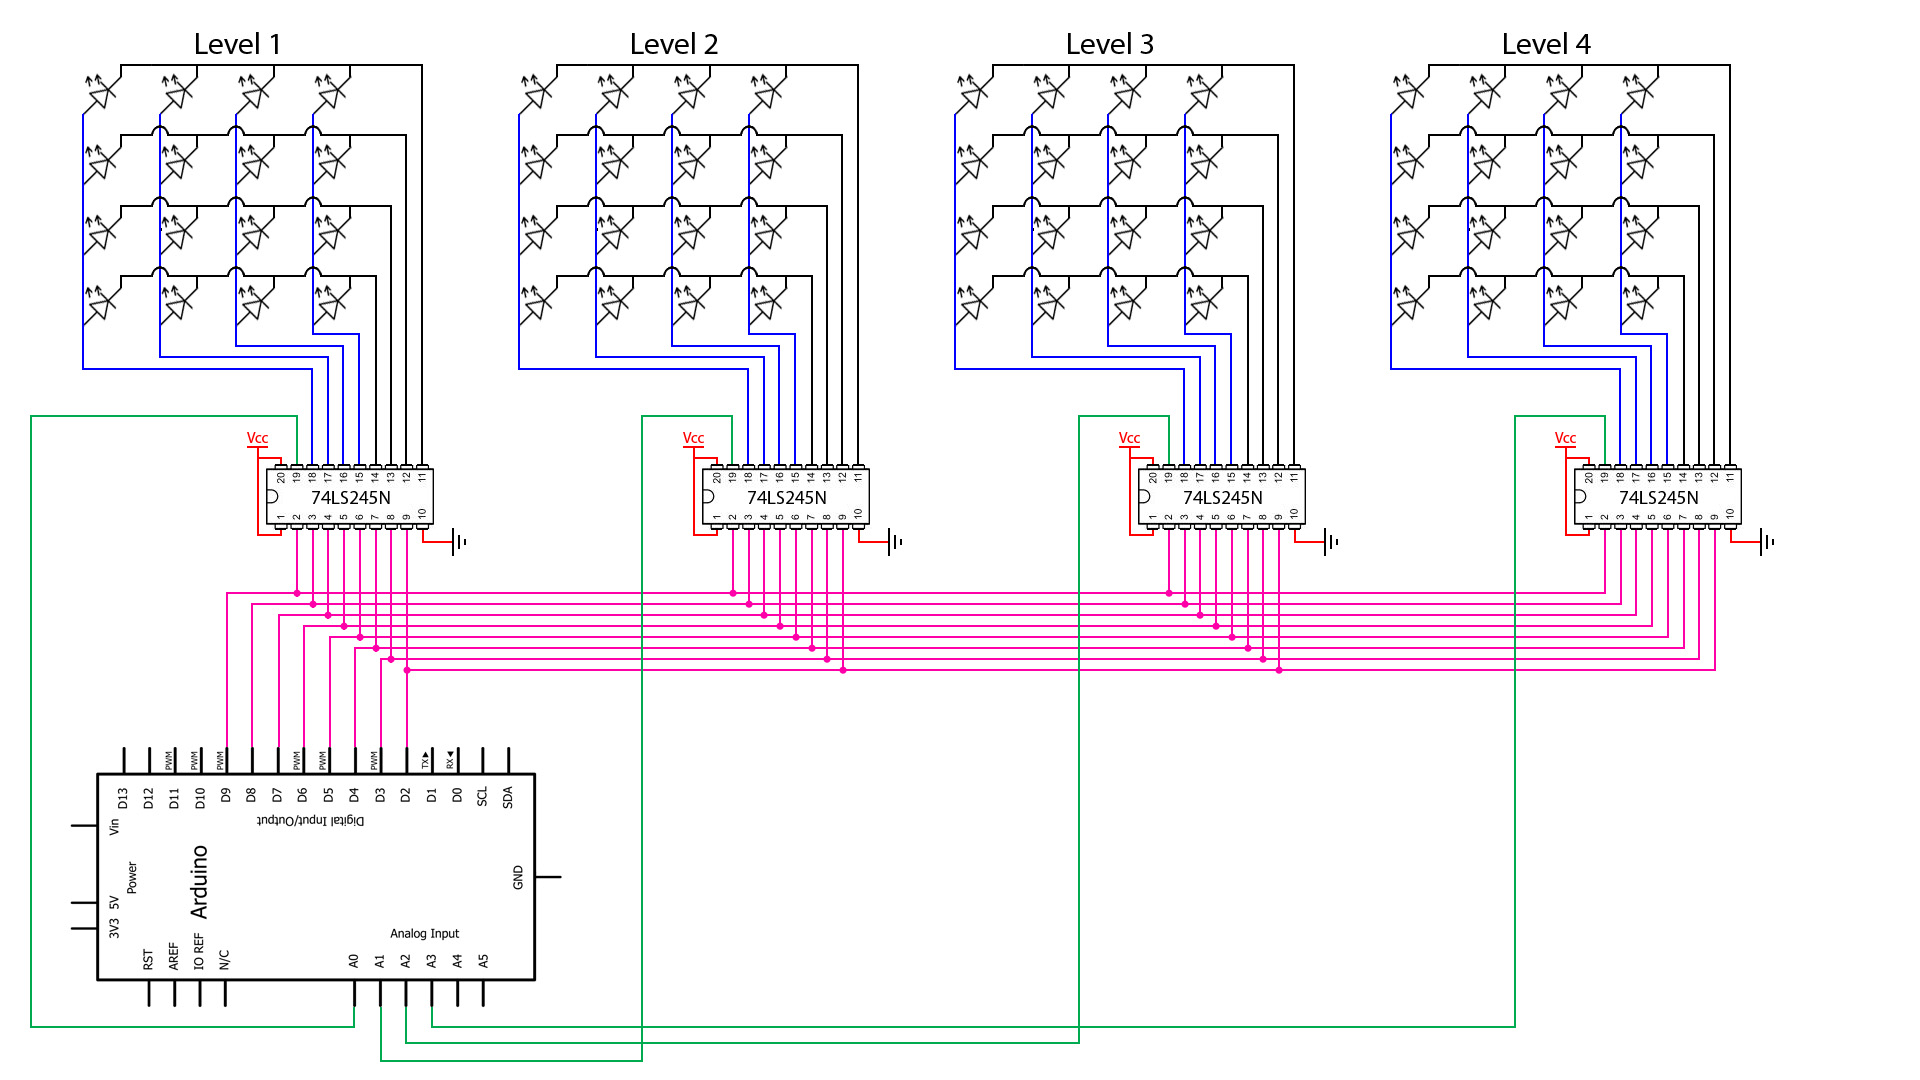 Level 1 Level 2 Level 3 Level 4
Vcc Vcc Vcc Vcc
20 19 18 17 16 15 14 13 12 11 20 19 18 17 16 15 14 13 12 11 20 19 18 17 16 15 14 13 12 11 20 19 18 17 16 15 14 13 12 11
74LS245N 74LS245N 74LS245N 74LS245N
1 2 3 4 5 6 7 8 9 10 1 2 3 4 5 6 7 8 9 10 1 2 3 4 5 6 7 8 9 10 1 2 3 4 5 6 7 8 9 10
PWM PWM PWM PWM PWM PWM TX RX
D13 D12 D11 D10 D9 D8 D7 D6 D5 D4 D3 D2 D1 D0 SCL SDA
Digital Input/Output
Vin
Power
Arduino
GND
5V
3V3
Analog Input
RST AREF IO REF N/C A0 A1 A2 A3 A4 A5